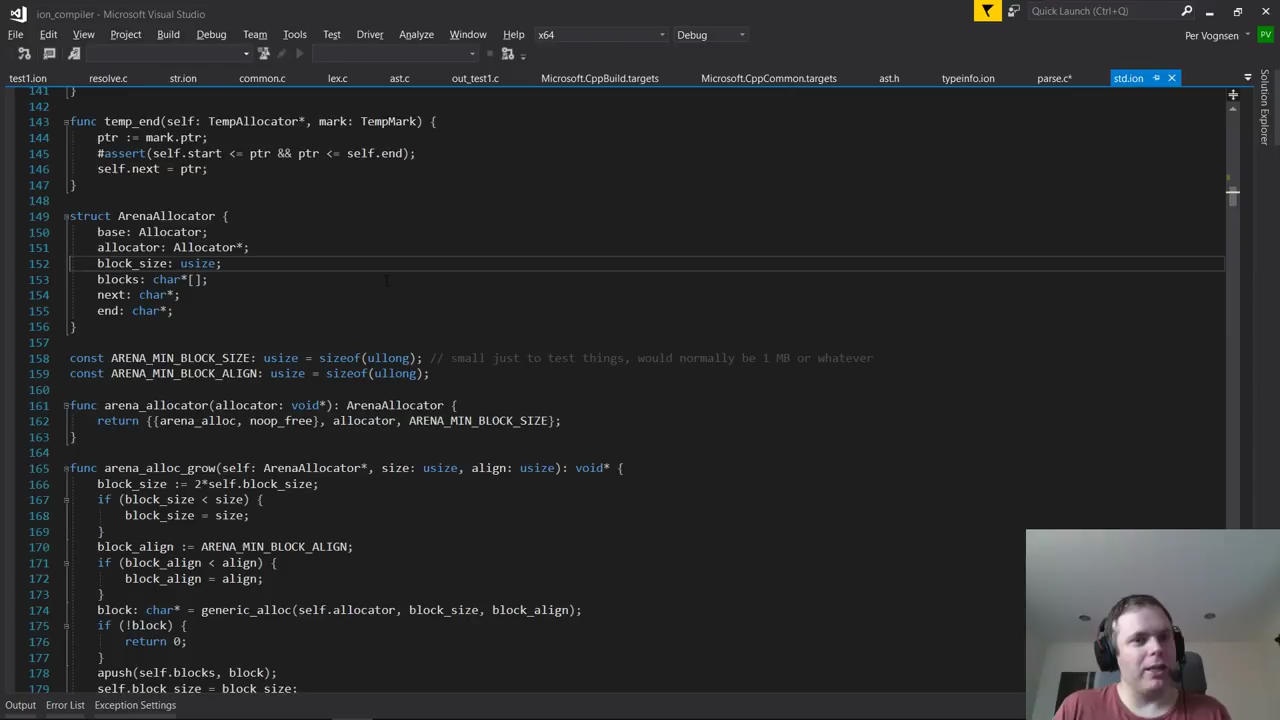 ion_compiler - Microsoft Visual Studio
Quick Launch (Ctrl+Q)
File Edit View Project Build Debug Team Tools Test Driver Analyze Window Help x64 Debug Per Vognsen PV
test1.ion resolve.c str.ion common.c lex.c ast.c out_test1.c Microsoft.CppBuild.targets Microsoft.CppCommon.targets ast.h typeinfo.ion parse.c* std.ion
Solution Explorer
141 }
142
143 func temp_end(self: TempAllocator*, mark: TempMark) {
144 ptr := mark.ptr;
145 #assert(self.start <= ptr && ptr <= self.end);
146 self.next = ptr;
147 }
148
149 struct ArenaAllocator {
150 base: Allocator;
151 allocator: Allocator*;
152 block_size: usize;
153 blocks: char*[];
154 next: char*;
155 end: char*;
156 }
157
158 const ARENA_MIN_BLOCK_SIZE: usize = sizeof(ullong); // small just to test things, would normally be 1 MB or whatever
159 const ARENA_MIN_BLOCK_ALIGN: usize = sizeof(ullong);
160
161 func arena_allocator(allocator: void*): ArenaAllocator {
162 return {{arena_alloc, noop_free}, allocator, ARENA_MIN_BLOCK_SIZE};
163 }
164
165 func arena_alloc_grow(self: ArenaAllocator*, size: usize, align: usize): void* {
166 block_size := 2*self.block_size;
167 if (block_size < size) {
168 block_size = size;
169 }
170 block_align := ARENA_MIN_BLOCK_ALIGN;
171 if (block_align < align) {
172 block_align = align;
173 }
174 block: char* = generic_alloc(self.allocator, block_size, block_align);
175 if (!block) {
176 return 0;
177 }
178 apush(self.blocks, block);
179 self.block_size = block_size;
Output Error List Exception Settings